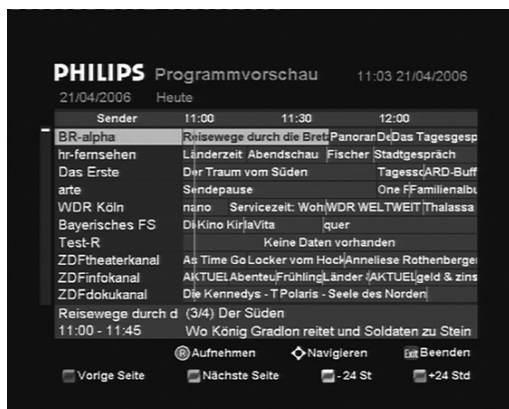 PHILIPS Programmvorschau 11:03 21/04/2006
21/04/2006 Heute
Sender 11:00 11:30 12:00
BR-alpha Reisewege durch die Bret Panoran De Das Tagesgesp
hr-fernsehen Länderzeit Abendschau Fischer Stadtgespräch
Das Erste Der Traum vom Süden Tagessc ARD-Buff
arte Sendepause One F Familienalbu
WDR Köln nano Servicezeit: Woh WDR WELTWEIT Thalassa
Bayerisches FS Di Kino Kir laVita quer
Test-R Keine Daten vorhanden
ZDFtheaterkanal As Time Go Locker vom Hock Anneliese Rothenberge
ZDFinfokanal AKTUEL Abenteu Frühling Länder AKTUEL geld & zins
ZDFdokukanal Die Kennedys - T Polaris - Seele des Norden
Reisewege durch d (3/4) Der Süden
11:00 - 11:45 Wo König Gradlon reitet und Soldaten zu Stein
R Aufnehmen Navigieren Exit Beenden
Vorige Seite Nächste Seite - 24 St +24 Std